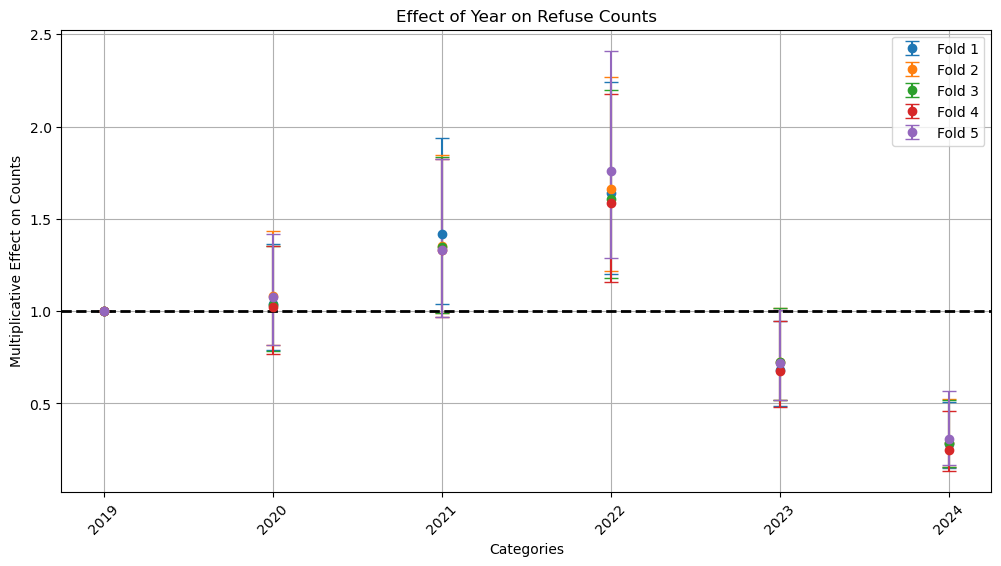 Effect of Year on Refuse Counts
Multiplicative Effect on Counts
2.5
2.0
1.5
1.0
0.5
Fold 1
Fold 2
Fold 3
Fold 4
Fold 5
2019
2020
2021
2022
2023
2024
Categories